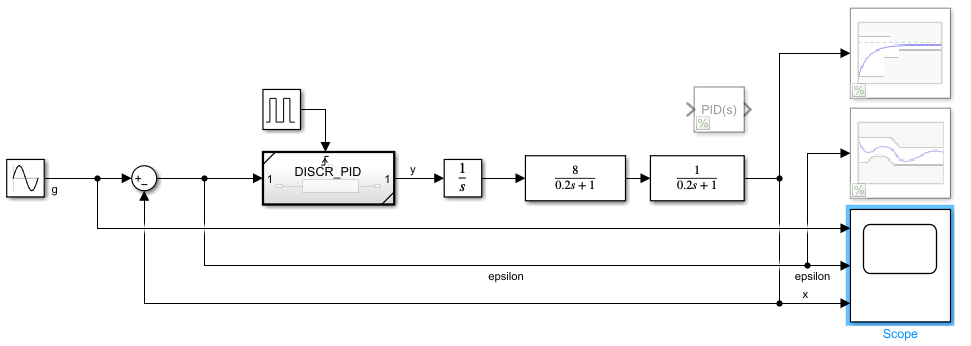 PID(s)
%
%
%
DISCR_PID
1
1
g
+
−
y
1
s
8
0.2s + 1
1
0.2s + 1
epsilon
epsilon
x
Scope